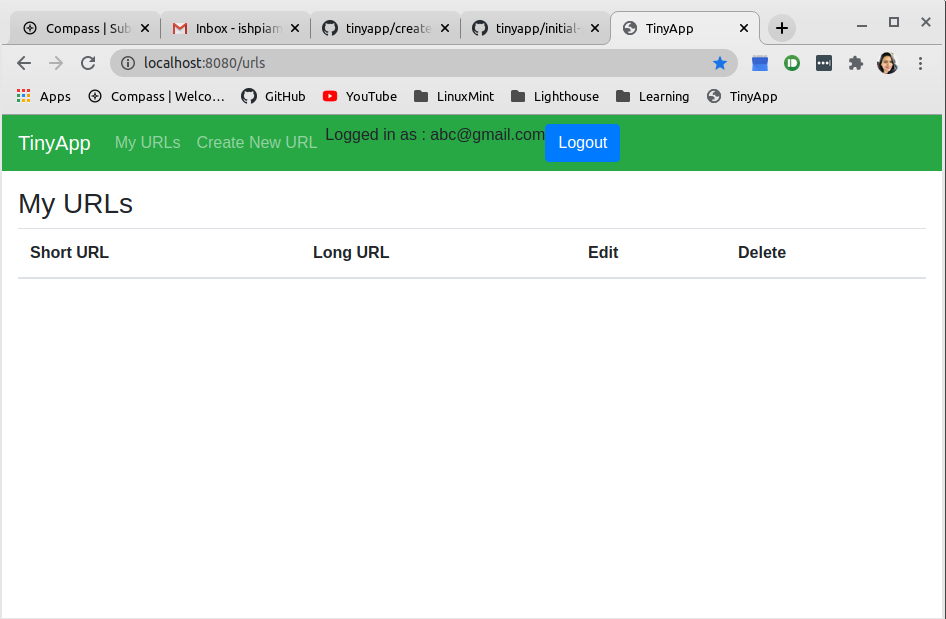 Compass | Sub
Inbox - ishpiam
tinyapp/create
tinyapp/initial-
TinyApp
localhost:8080/urls
Apps
Compass | Welco...
GitHub
YouTube
LinuxMint
Lighthouse
Learning
TinyApp
TinyApp
My URLs
Create New URL
Logged in as : abc@gmail.com
Logout
My URLs
Short URL
Long URL
Edit
Delete